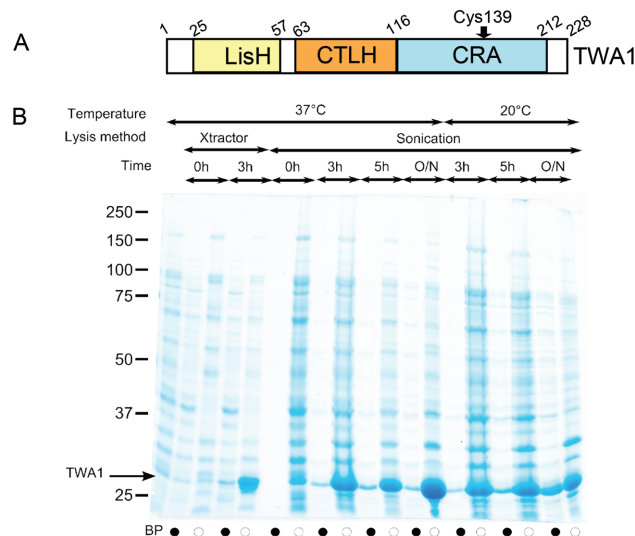 A
1 25 57 63 116 Cys139 212 228
LisH CTLH CRA TWA1
B
Temperature 37°C 20°C
Lysis method Xtractor Sonication
Time 0h 3h 0h 3h 5h O/N 3h 5h O/N
250
150
100
75
50
37
TWA1
25
BP